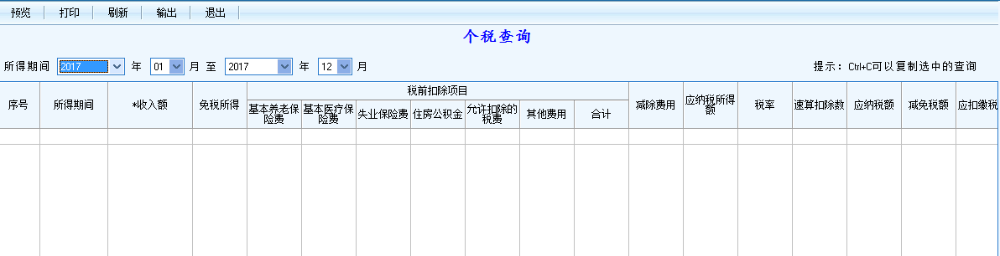 预览 打印 刷新 输出 退出
个税查询
所得期间 2017 年 01 月 至 2017 年 12 月 提示：Ctrl+C可以复制选中的查询
序号 所得期间 *收入额 免税所得 税前扣除项目 减除费用 应纳税所得额 税率 速算扣除数 应纳税额 减免税额 应扣缴税
基本养老保险费 基本医疗保险费 失业保险费 住房公积金 允许扣除的税费 其他费用 合计